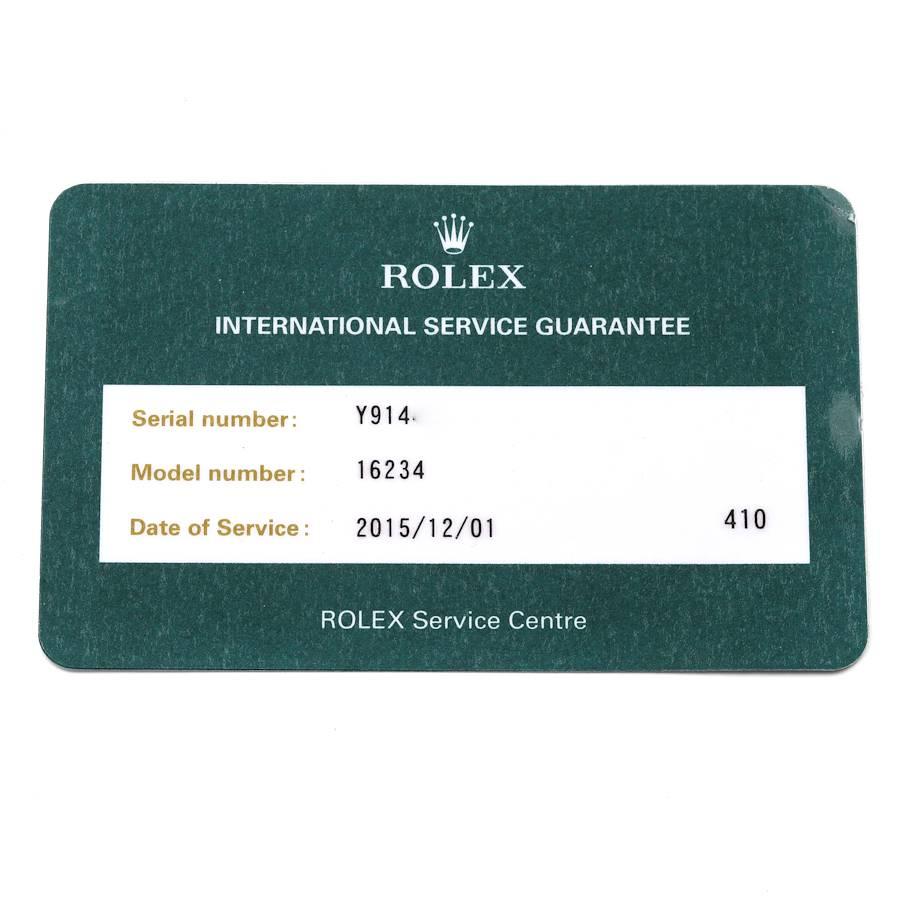 ROLEX
INTERNATIONAL SERVICE GUARANTEE
Serial number: Y914
Model number: 16234
Date of Service: 2015/12/01 410
ROLEX Service Centre